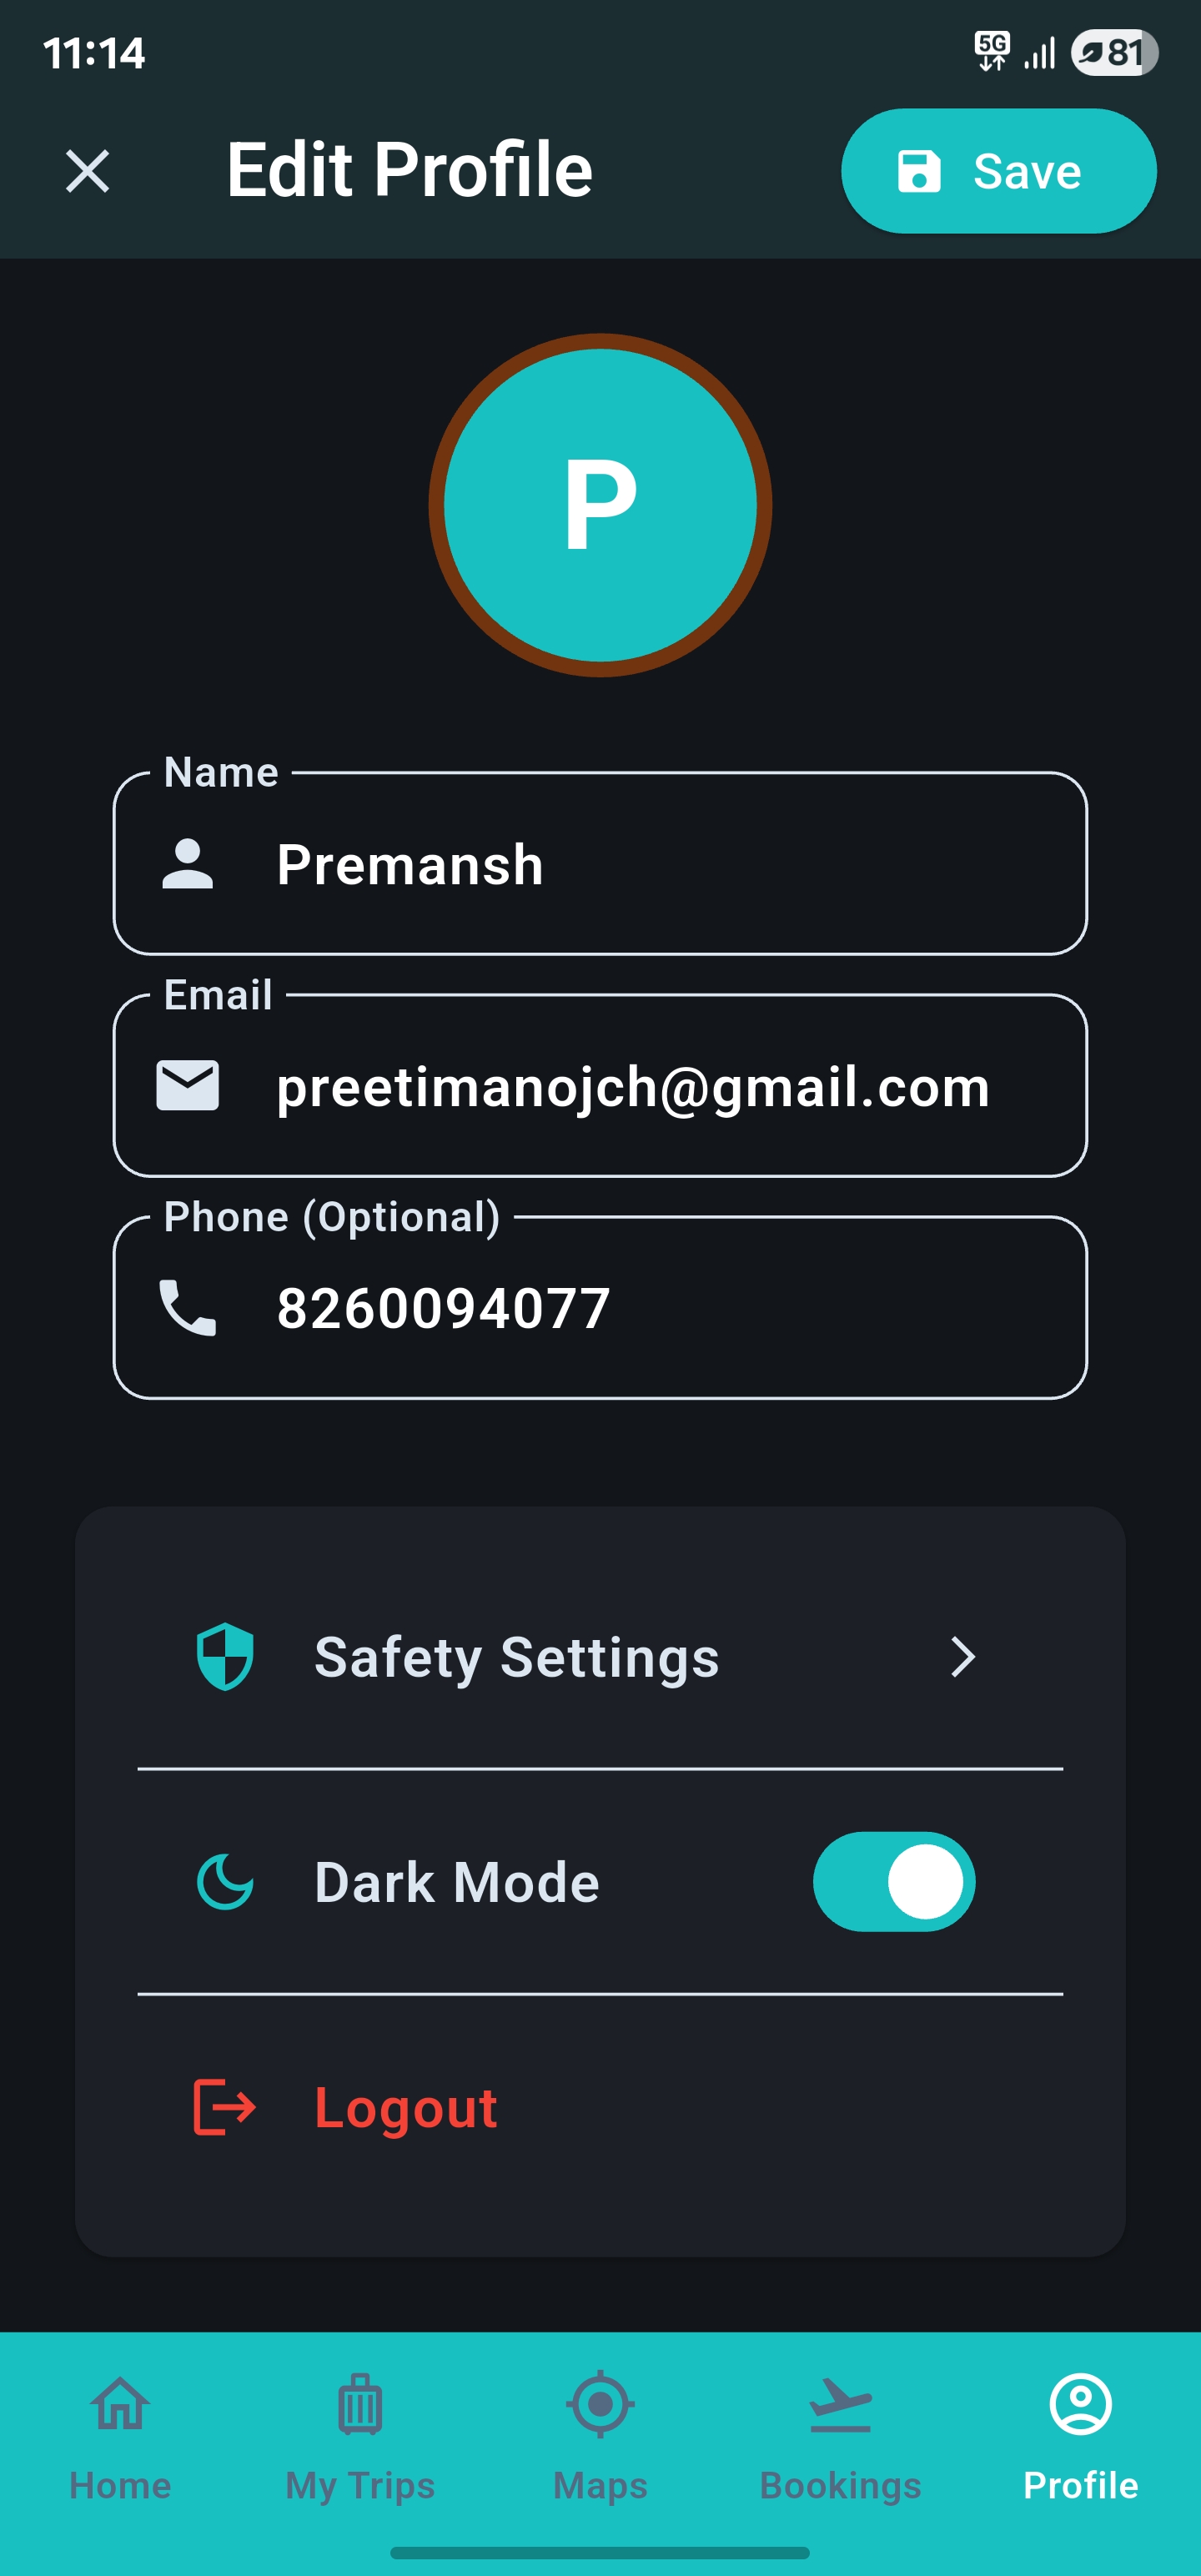 11:14
5G
81
Edit Profile
Save
P
Name
Premansh
Email
preetimanojch@gmail.com
Phone (Optional)
8260094077
Safety Settings
Dark Mode
Logout
Home
My Trips
Maps
Bookings
Profile